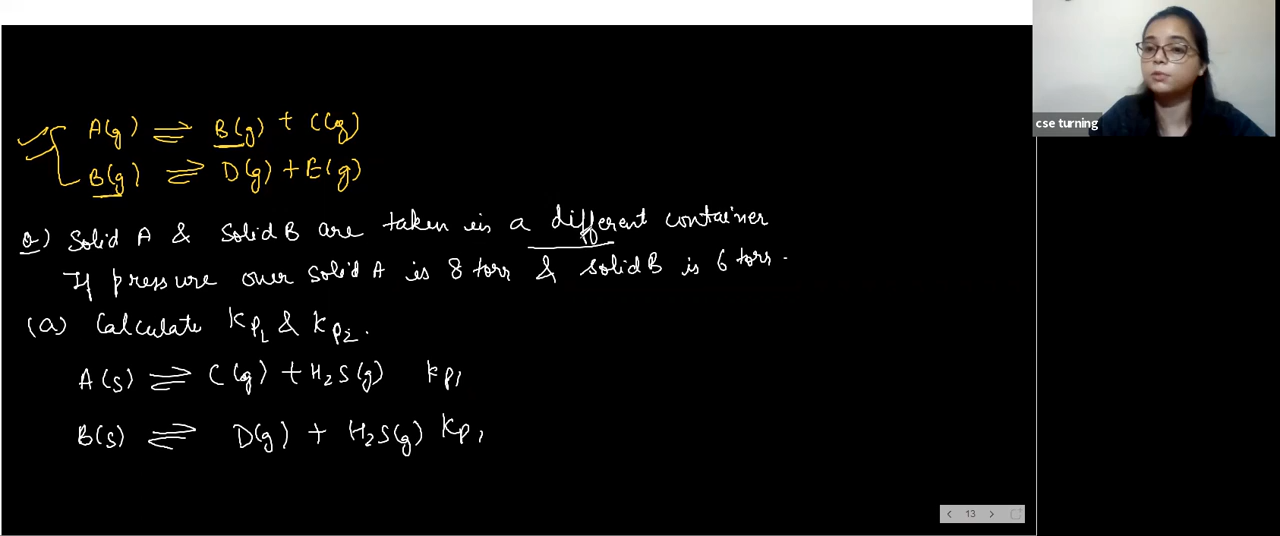 A(g) ⇌ B(g) + C(g)
B(g) ⇌ D(g) + E(g)
Q) Solid A & Solid B are taken in a different container
If pressure over solid A is 8 torr & solid B is 6 torr.
(a) Calculate Kp1 & Kp2.
A(s) ⇌ C(g) + H2S(g) Kp1
B(s) ⇌ D(g) + H2S(g) Kp2
cse turning
13